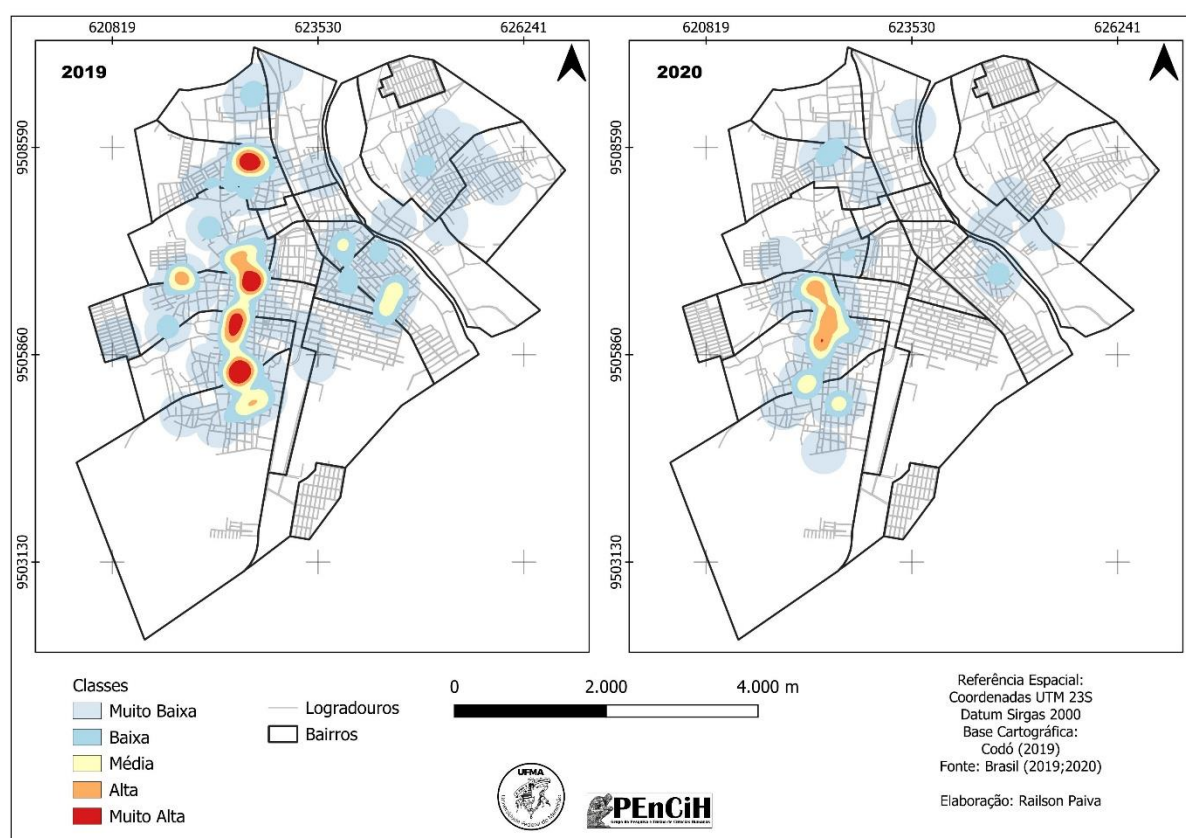 620819 623530 626241 620819 623530 626241
2019
2020
950890
9505860
9503130
950890
9505860
9503130
Classes
Muito Baixa
Baixa
Média
Alta
Muito Alta
Logradouros
Bairros
0 2.000 4.000 m
UFMA
PEnCiH
Referência Espacial:
Coordenadas UTM 23S
Datum Sirgas 2000
Base Cartográfica:
Codó (2019)
Fonte: Brasil (2019;2020)
Elaboração: Railson Paiva